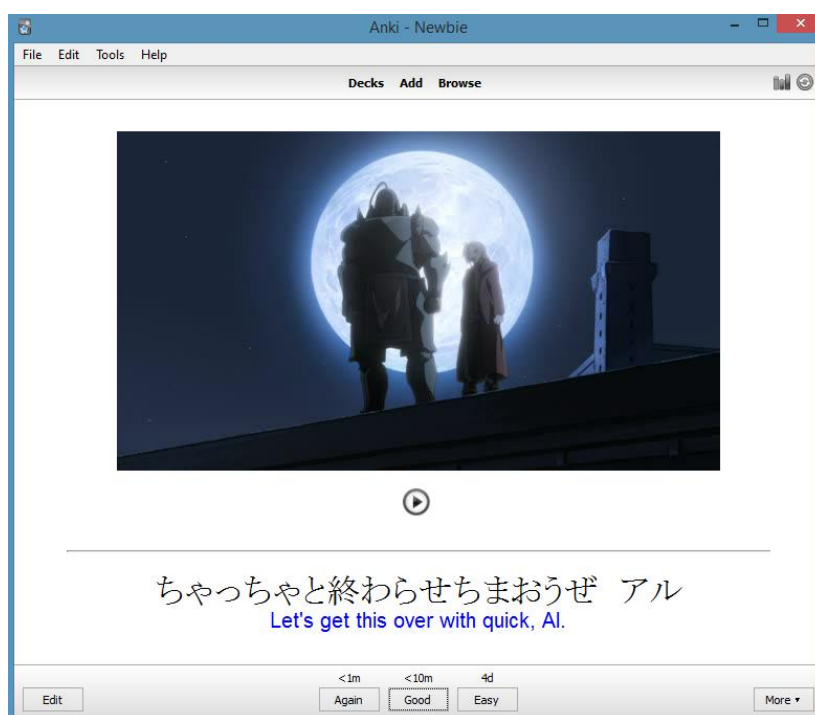 Anki - Newbie
File Edit Tools Help
Decks Add Browse
ちゃっちゃと終わらせちまおうぜ　アル
Let's get this over with quick, Al.
<1m <10m 4d
Edit Again Good Easy More ▾